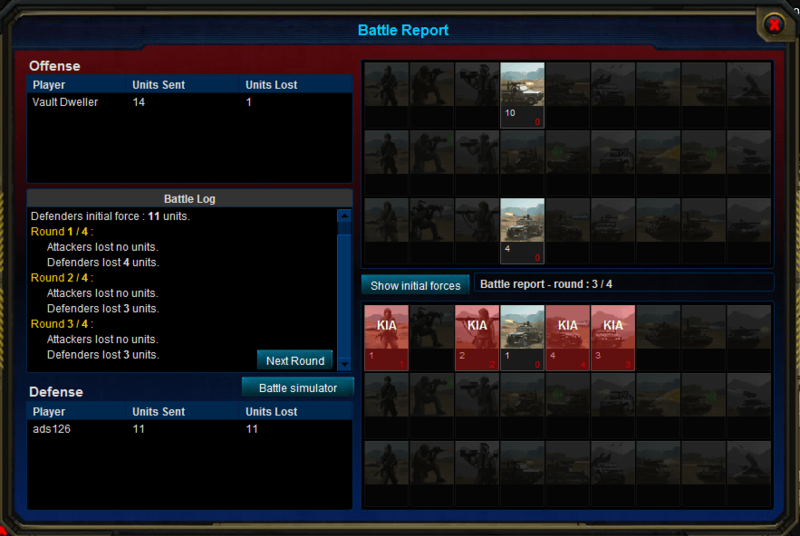 Battle Report
Offense
Player Units Sent Units Lost
Vault Dweller 14 1
Battle Log
Defenders initial force : 11 units.
Round 1 / 4 :
Attackers lost no units.
Defenders lost 4 units.
Round 2 / 4 :
Attackers lost no units.
Defenders lost 3 units.
Round 3 / 4 :
Attackers lost no units.
Defenders lost 3 units.
Next Round
Battle simulator
Defense
Player Units Sent Units Lost
ads126 11 11
10 0
4 0
Show initial forces
Battle report - round : 3 / 4
KIA KIA KIA KIA
1 1 2 2 1 0 4 4 3 3